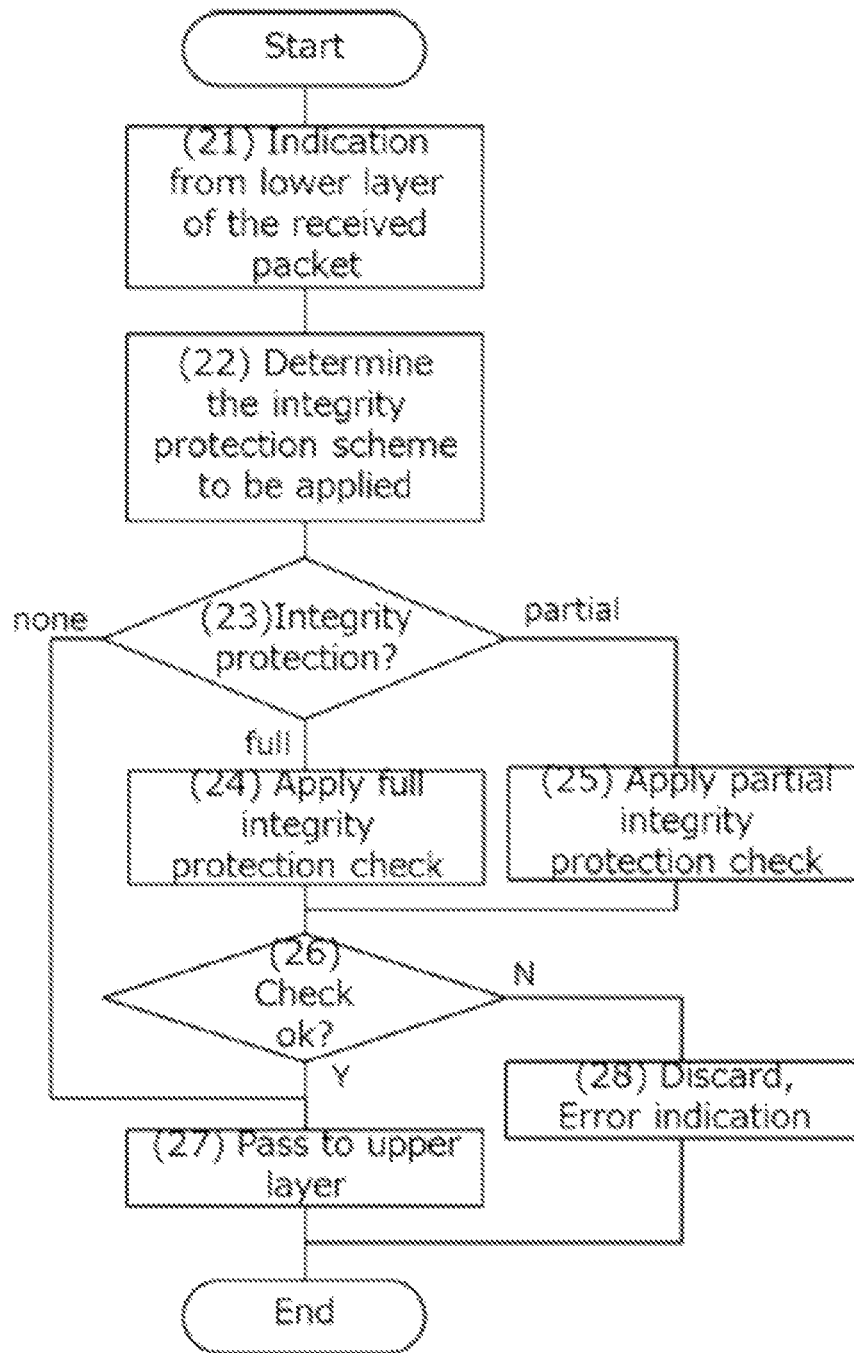 Start
(21) Indication
from lower layer
of the received
packet
(22) Determine
the integrity
protection scheme
to be applied
none
(23)Integrity
protection?
partial
full
(24) Apply full
integrity
protection check
(25) Apply partial
integrity
protection check
(26)
Check
ok?
N
Y
(28) Discard,
Error indication
(27) Pass to upper
layer
End